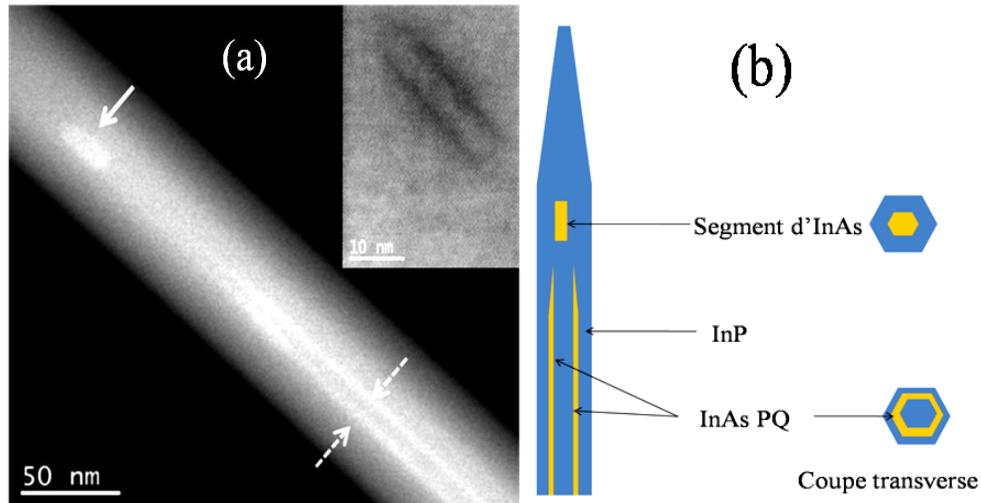 (a)
10 nm
50 nm
(b)
Segment d'InAs
InP
InAs PQ
Coupe transverse